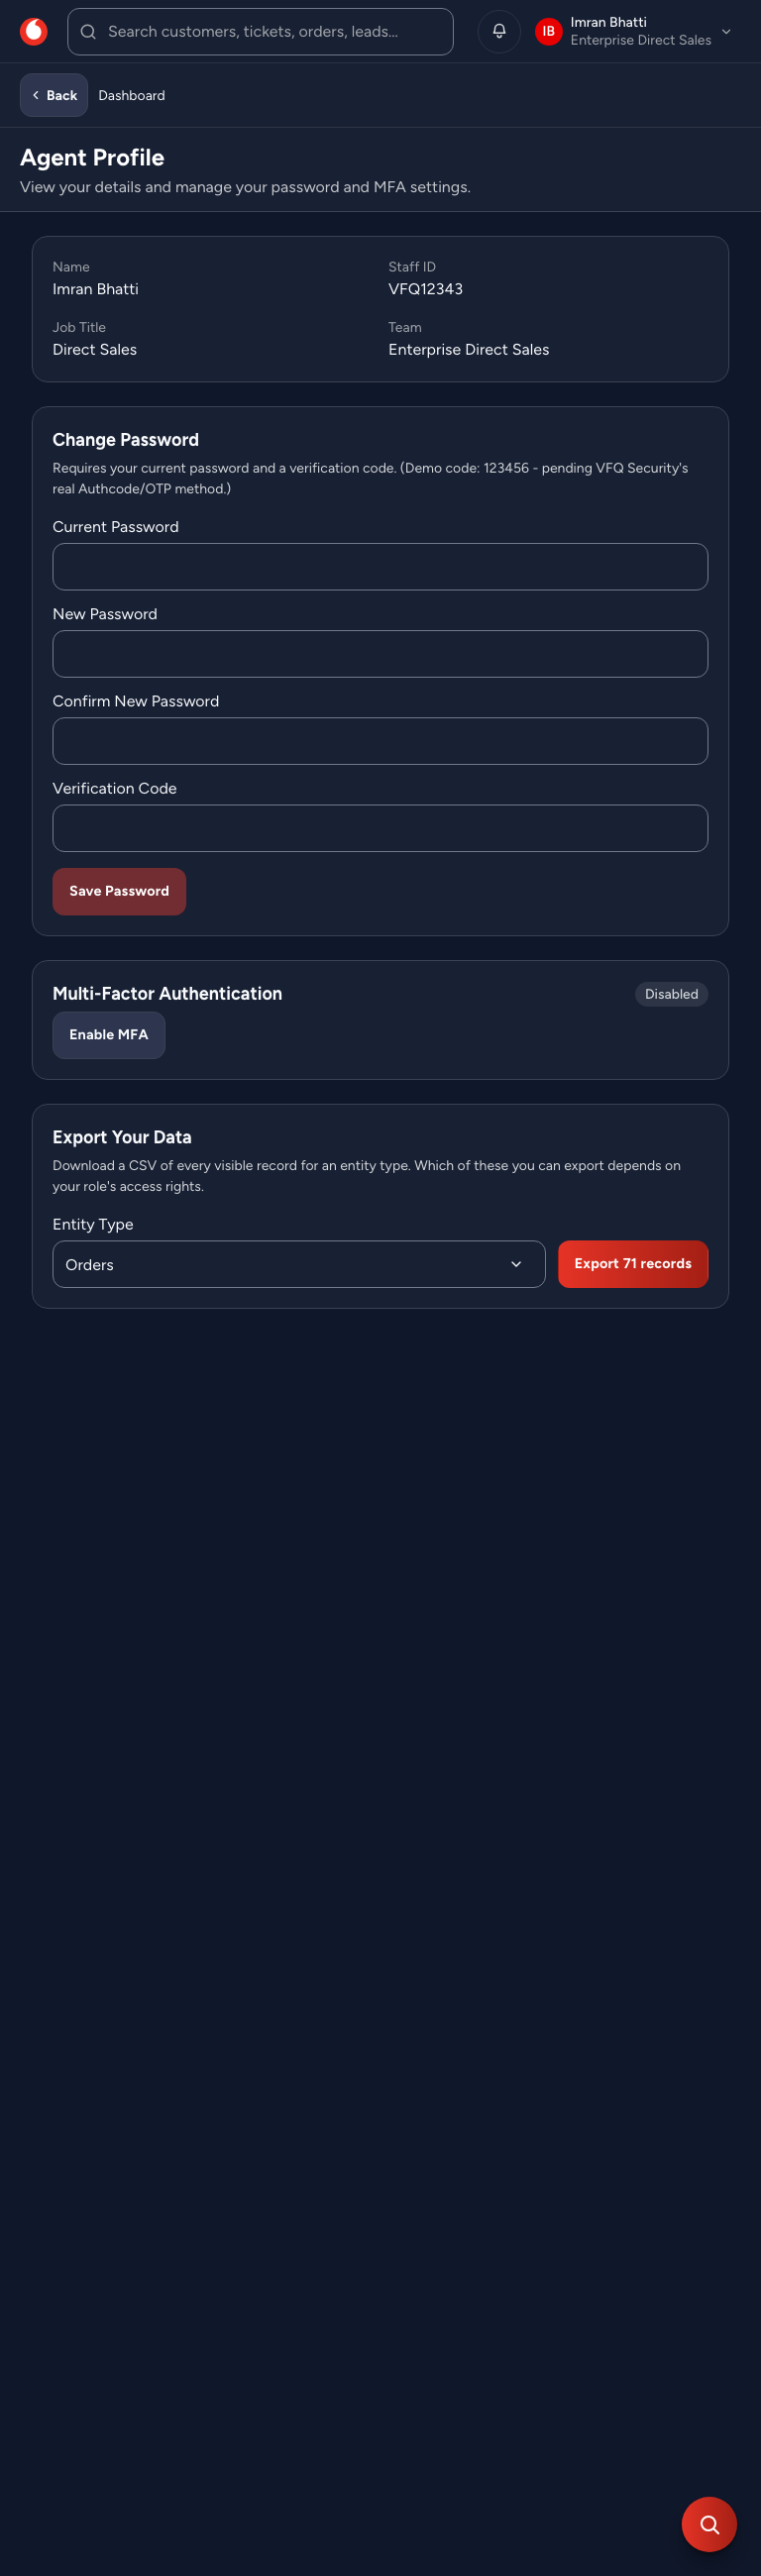 Search customers, tickets, orders, leads...
IB
Imran Bhatti
Enterprise Direct Sales
Back
Dashboard
Agent Profile
View your details and manage your password and MFA settings.
Name
Imran Bhatti
Staff ID
VFQ12343
Job Title
Direct Sales
Team
Enterprise Direct Sales
Change Password
Requires your current password and a verification code. (Demo code: 123456 - pending VFQ Security's
real Authcode/OTP method.)
Current Password
New Password
Confirm New Password
Verification Code
Save Password
Multi-Factor Authentication
Disabled
Enable MFA
Export Your Data
Download a CSV of every visible record for an entity type. Which of these you can export depends on
your role's access rights.
Entity Type
Orders
Export 71 records